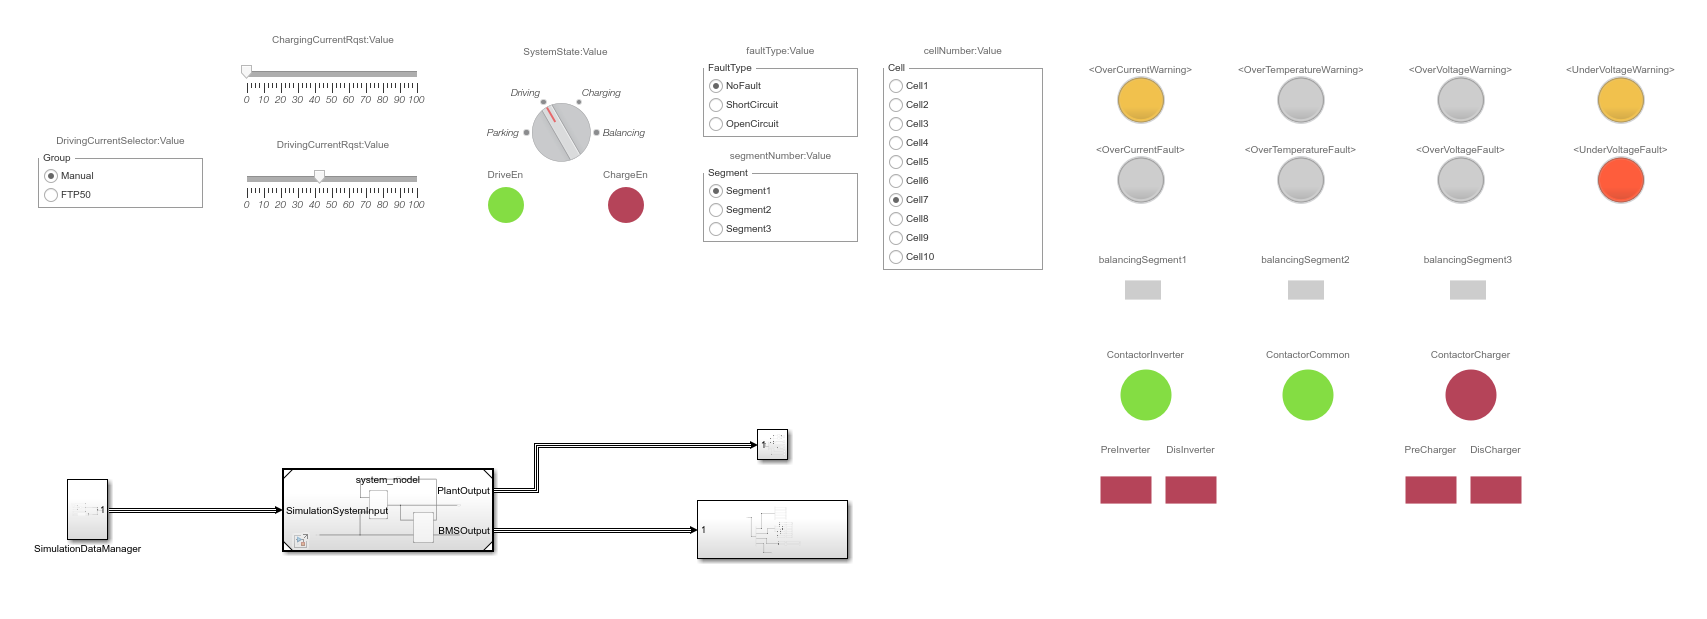 ChargingCurrentRqst:Value
0 10 20 30 40 50 60 70 80 90 100
DrivingCurrentSelector:Value
Group
Manual
FTP50
DrivingCurrentRqst:Value
0 10 20 30 40 50 60 70 80 90 100
SystemState:Value
Driving
Charging
Parking
Balancing
DriveEn
ChargeEn
faultType:Value
FaultType
NoFault
ShortCircuit
OpenCircuit
segmentNumber:Value
Segment
Segment1
Segment2
Segment3
cellNumber:Value
Cell
Cell1
Cell2
Cell3
Cell4
Cell5
Cell6
Cell7
Cell8
Cell9
Cell10
<OverCurrentWarning>
<OverTemperatureWarning>
<OverVoltageWarning>
<UnderVoltageWarning>
<OverCurrentFault>
<OverTemperatureFault>
<OverVoltageFault>
<UnderVoltageFault>
balancingSegment1
balancingSegment2
balancingSegment3
ContactorInverter
ContactorCommon
ContactorCharger
PreInverter
DisInverter
PreCharger
DisCharger
1
SimulationDataManager
system_model
SimulationSystemInput
PlantOutput
BMSOutput
1
1